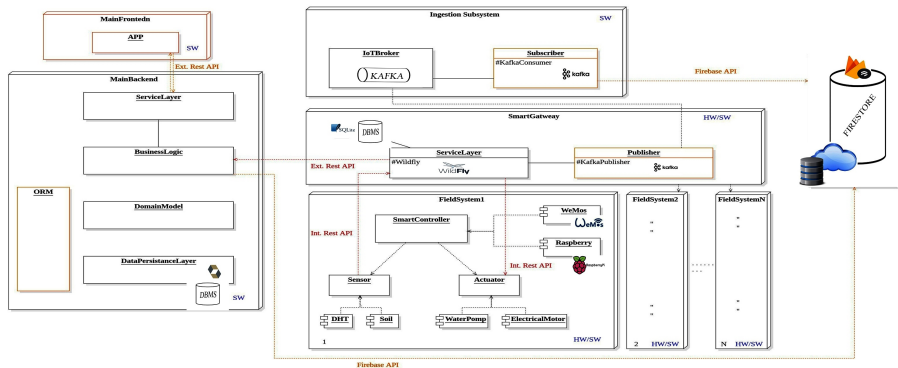 MainFrontedn
APP
SW
Ext. Rest API
MainBackend
ServiceLayer
BusinessLogic
ORM
DomainModel
DataPersistanceLayer
DBMS
SW
Ingestion Subsystem
SW
IoTBroker
KAFKA
Subscriber
#KafkaConsumer
kafka
Firebase API
FIRESTORE
SmartGatweay
HW/SW
SQLite
DBMS
ServiceLayer
#Wildfly
WildFly
Publisher
#KafkaPublisher
kafka
Ext. Rest API
FieldSystem1
SmartController
WeMos
WeMos
Raspberry
RaspberryPi
Int. Rest API
Int. Rest API
Sensor
Actuator
DHT
Soil
WaterPomp
ElectricalMotor
1
HW/SW
FieldSystem2
"
"
"
"
2
HW/SW
.....
....
FieldSystemN
"
"
"
"
N
HW/SW
Firebase API